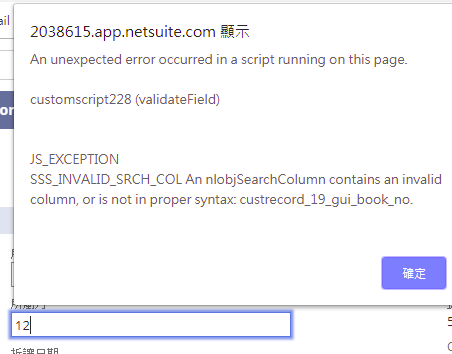 2038615.app.netsuite.com 顯示
An unexpected error occurred in a script running on this page.
customscript228 (validateField)
JS_EXCEPTION
SSS_INVALID_SRCH_COL An nlobjSearchColumn contains an invalid
column, or is not in proper syntax: custrecord_19_gui_book_no.
確定
12